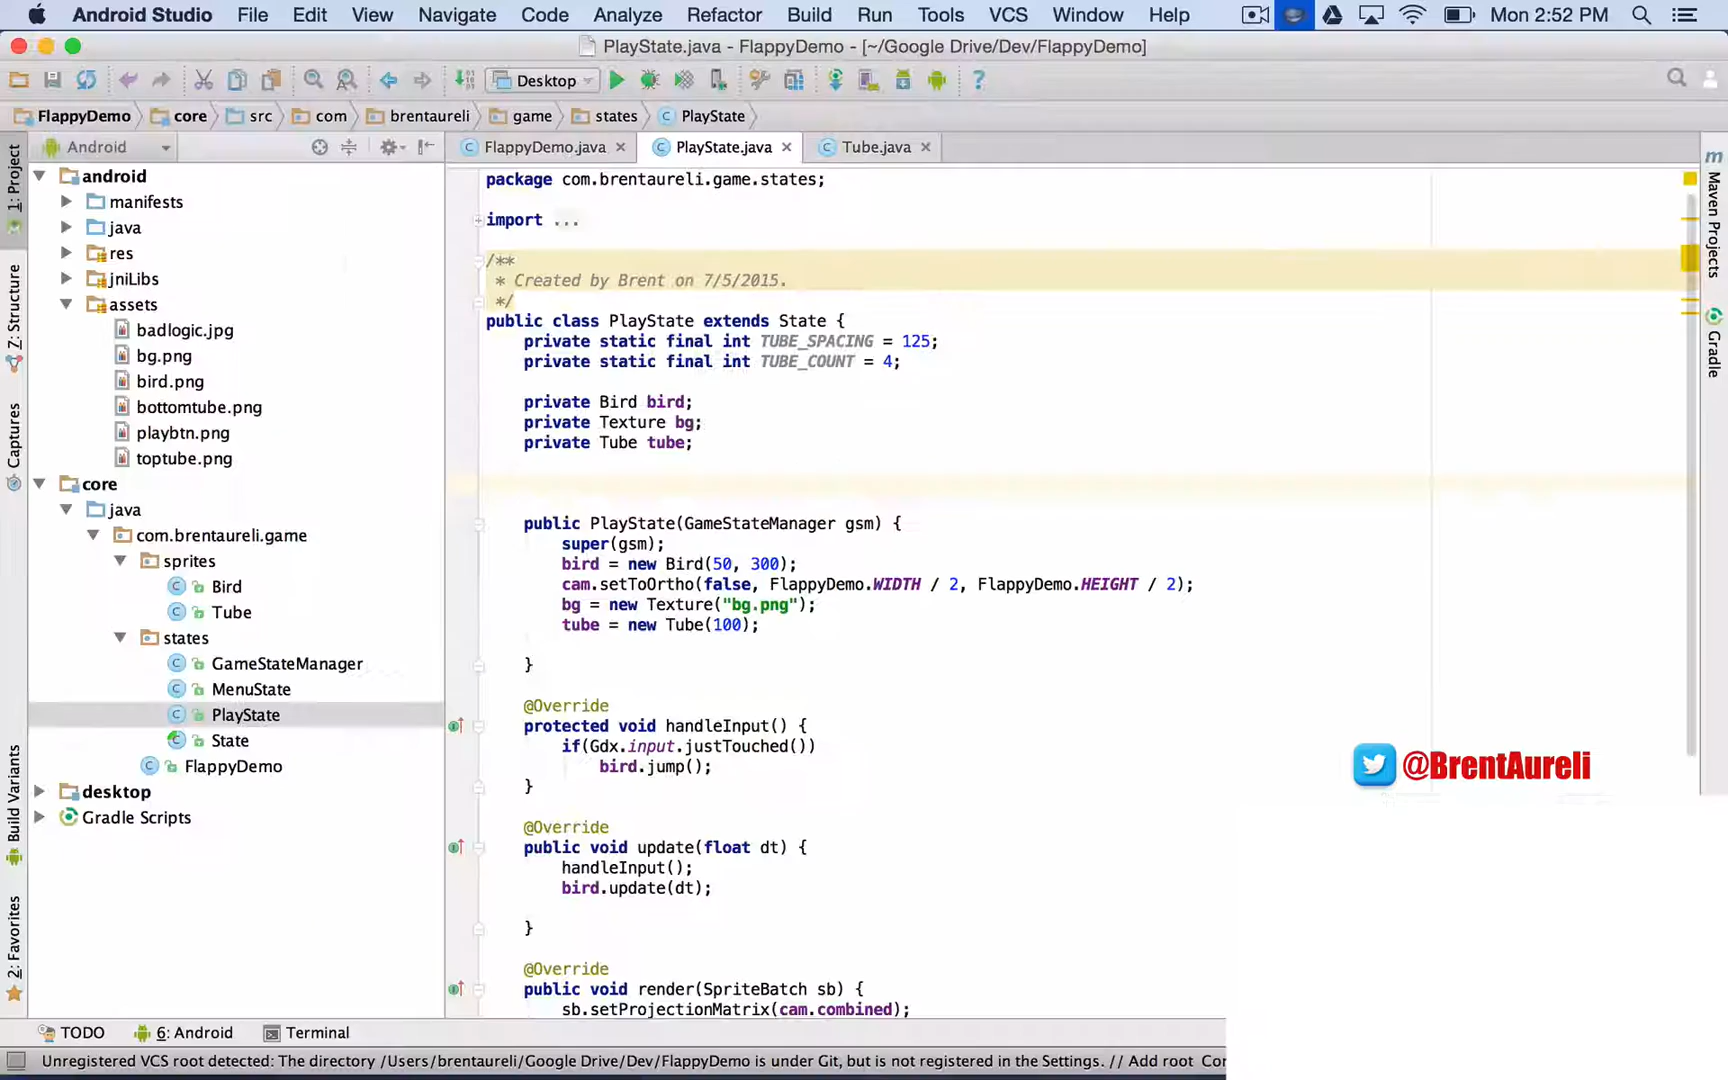 Android Studio File Edit View Navigate Code Analyze Refactor Build Run Tools VCS Window Help Mon 2:52 PM
PlayState.java - FlappyDemo - [~/Google Drive/Dev/FlappyDemo]
Desktop
FlappyDemo core src com brentaureli game states PlayState
Android
FlappyDemo.java PlayState.java Tube.java
1: Project
Z: Structure
Captures
Build Variants
2: Favorites
android
manifests
java
res
jniLibs
assets
badlogic.jpg
bg.png
bird.png
bottomtube.png
playbtn.png
toptube.png
core
java
com.brentaureli.game
sprites
Bird
Tube
states
GameStateManager
MenuState
PlayState
State
FlappyDemo
desktop
Gradle Scripts
package com.brentaureli.game.states;
import ...
/**
* Created by Brent on 7/5/2015.
*/
public class PlayState extends State {
private static final int TUBE_SPACING = 125;
private static final int TUBE_COUNT = 4;
private Bird bird;
private Texture bg;
private Tube tube;
public PlayState(GameStateManager gsm) {
super(gsm);
bird = new Bird(50, 300);
cam.setToOrtho(false, FlappyDemo.WIDTH / 2, FlappyDemo.HEIGHT / 2);
bg = new Texture("bg.png");
tube = new Tube(100);
}
@Override
protected void handleInput() {
if(Gdx.input.justTouched())
bird.jump();
}
@Override
public void update(float dt) {
handleInput();
bird.update(dt);
}
@Override
public void render(SpriteBatch sb) {
sb.setProjectionMatrix(cam.combined);
m
Maven Projects
Gradle
@BrentAureli
TODO 6: Android Terminal
Unregistered VCS root detected: The directory /Users/brentaureli/Google Drive/Dev/FlappyDemo is under Git, but is not registered in the Settings. // Add root Cor